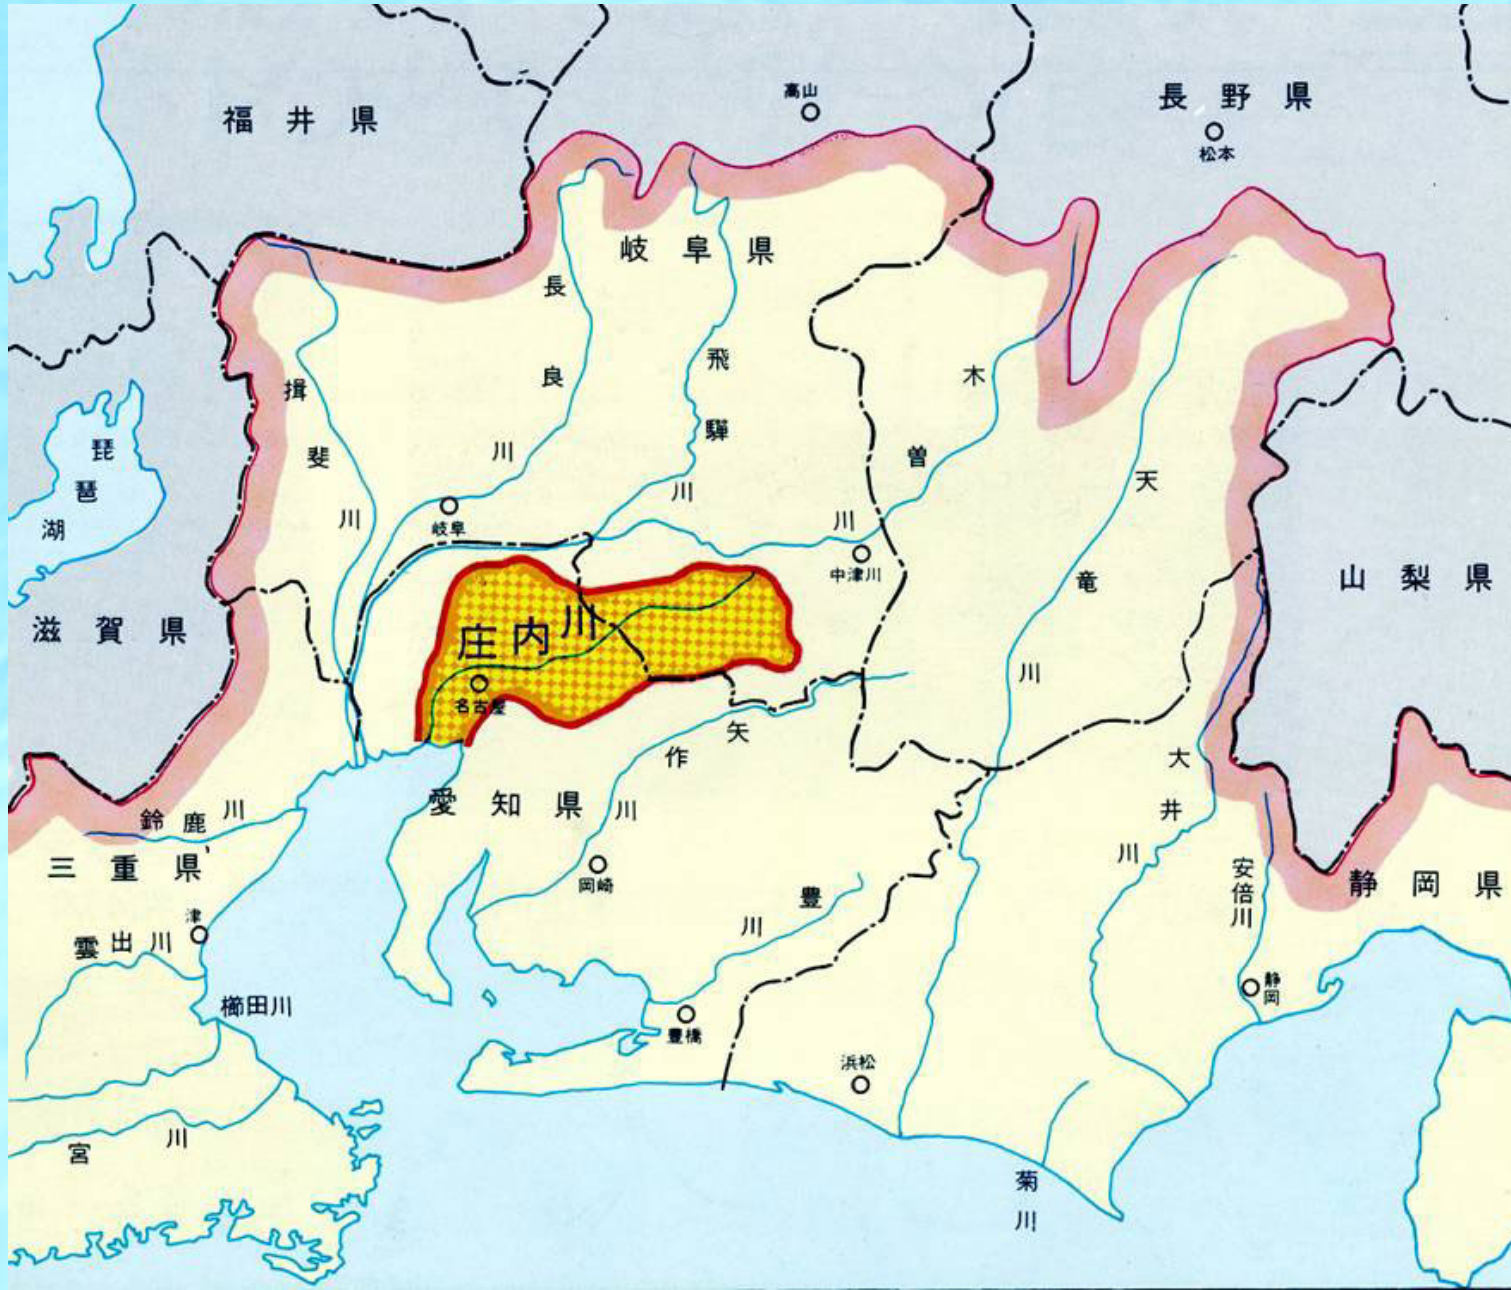 高山
福井県
長野県
松本
岐阜県
長良川
飛騨川
揖斐川
木曽川
天竜川
琵琶湖
岐阜
中津川
山梨県
滋賀県
庄内川
名古屋
矢作川
大井川
愛知県
鈴鹿川
三重県
岡崎
安倍川
静岡県
豊川
津
雲出川
櫛田川
静岡
豊橋
浜松
宮川
菊川